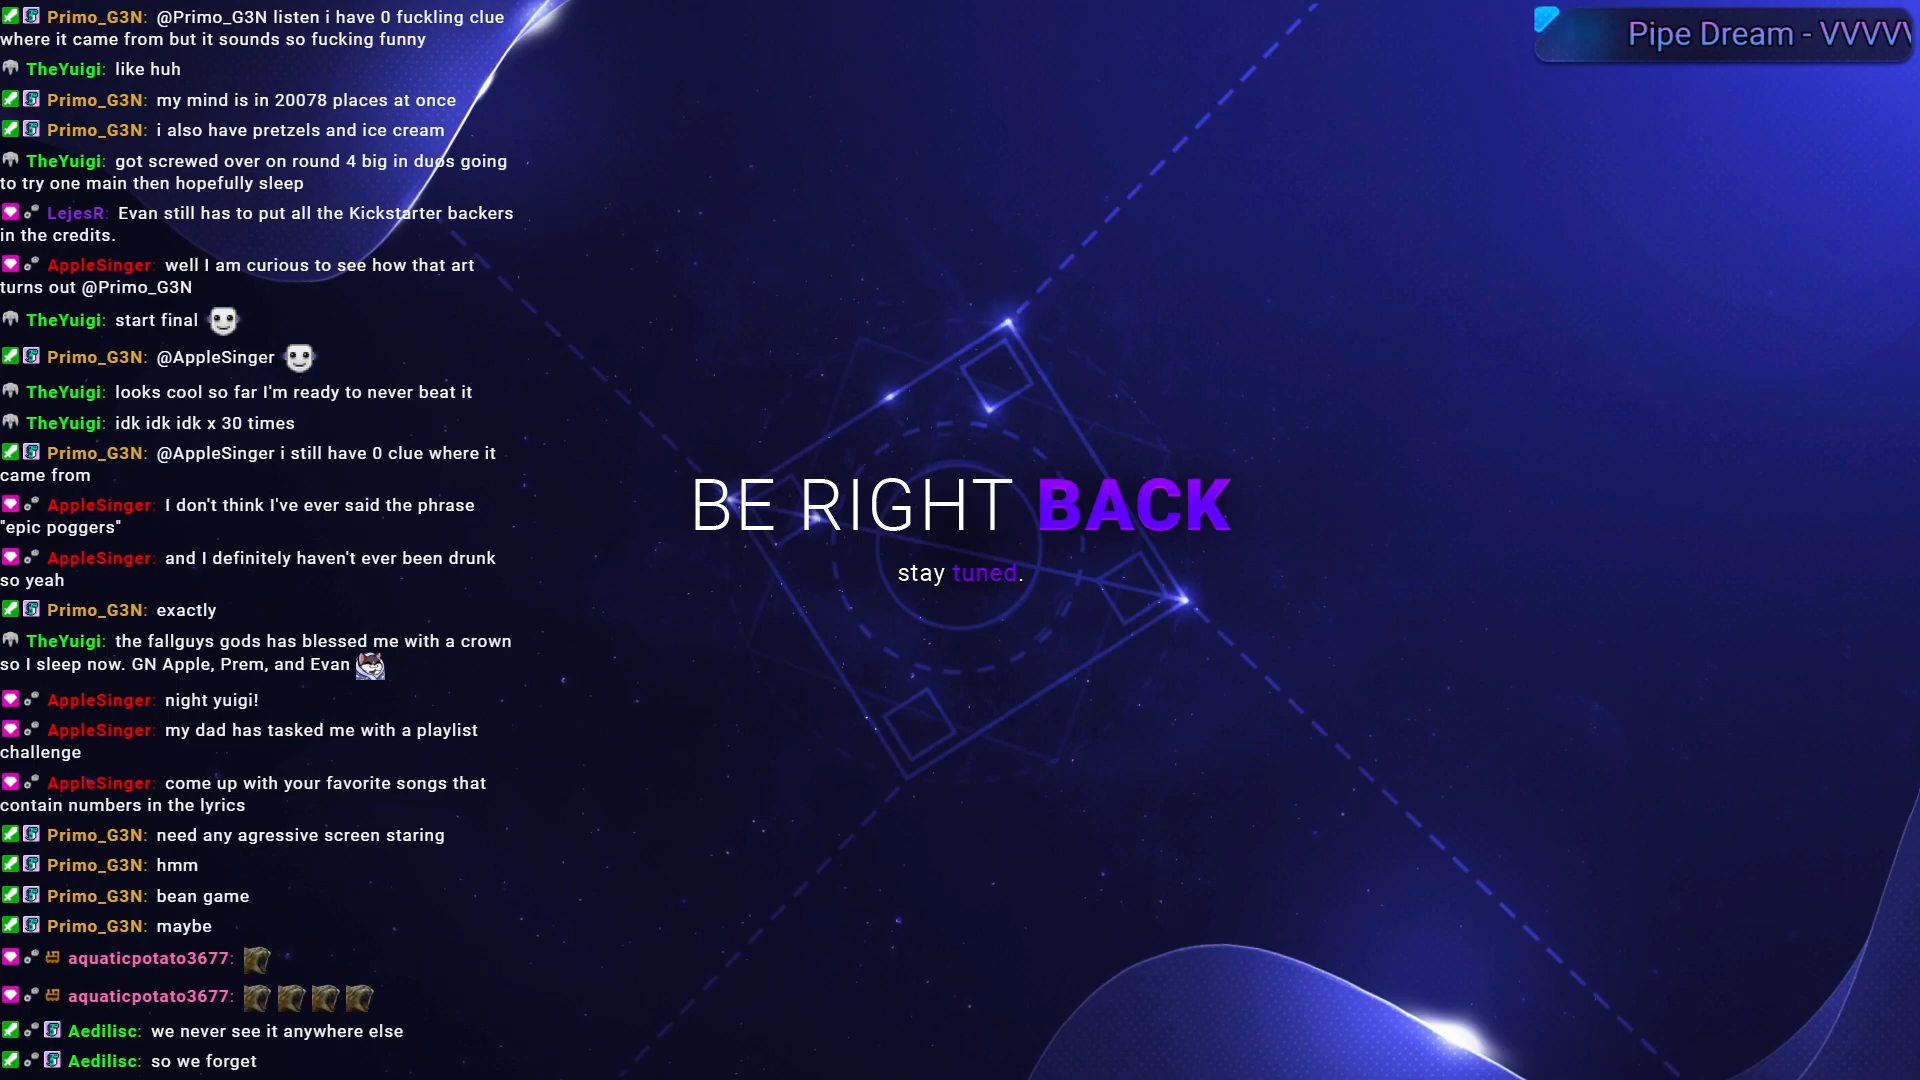 Primo_G3N: @Primo_G3N listen i have 0 fuckling clue
where it came from but it sounds so fucking funny
TheYuigi: like huh
Primo_G3N: my mind is in 20078 places at once
Primo_G3N: i also have pretzels and ice cream
TheYuigi: got screwed over on round 4 big in duos going
to try one main then hopefully sleep
LejesR: Evan still has to put all the Kickstarter backers
in the credits.
AppleSinger: well I am curious to see how that art
turns out @Primo_G3N
TheYuigi: start final
Primo_G3N: @AppleSinger
TheYuigi: looks cool so far I'm ready to never beat it
TheYuigi: idk idk idk x 30 times
Primo_G3N: @AppleSinger i still have 0 clue where it
came from
AppleSinger: I don't think I've ever said the phrase
"epic poggers"
AppleSinger: and I definitely haven't ever been drunk
so yeah
Primo_G3N: exactly
TheYuigi: the fallguys gods has blessed me with a crown
so I sleep now. GN Apple, Prem, and Evan
AppleSinger: night yuigi!
AppleSinger: my dad has tasked me with a playlist
challenge
AppleSinger: come up with your favorite songs that
contain numbers in the lyrics
Primo_G3N: need any agressive screen staring
Primo_G3N: hmm
Primo_G3N: bean game
Primo_G3N: maybe
aquaticpotato3677:
aquaticpotato3677:
Aedilisc: we never see it anywhere else
Aedilisc: so we forget
BE RIGHT BACK
stay tuned.
Pipe Dream - VVVV